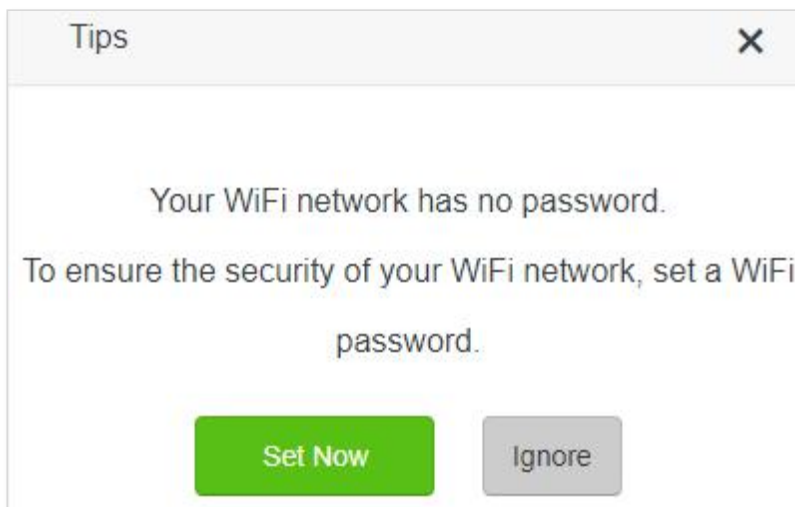 Tips
Your WiFi network has no password.
To ensure the security of your WiFi network, set a WiFi
password.
Set Now
Ignore